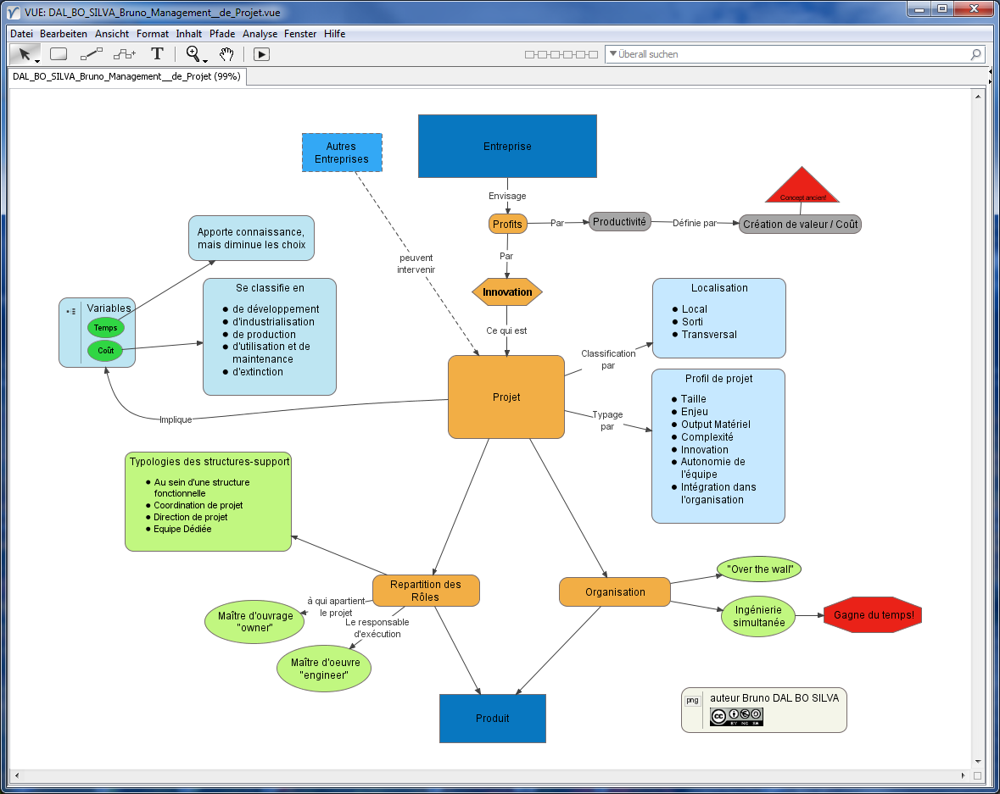 VUE: DAL_BO_SILVA_Bruno_Management__de_Projet.vue
Datei Bearbeiten Ansicht Format Inhalt Pfade Analyse Fenster Hilfe
T
Überall suchen
DAL_BO_SILVA_Bruno_Management__de_Projet (99%)
Autres
Entreprises
Entreprise
Envisage
Concept ancien!
Profits
Par
Productivité
Définie par
Création de valeur / Coût
Apporte connaissance,
mais diminue les choix
peuvent
intervenir
Par
Innovation
Ce qui est
Variables
Temps
Coût
Se classifie en
• de développement
• d'industrialisation
• de production
• d'utilisation et de
maintenance
• d'extinction
Localisation
• Local
• Sorti
• Transversal
Classification
par
Projet
Profil de projet
• Taille
• Enjeu
• Output Matériel
• Complexité
• Innovation
• Autonomie de
l'équipe
• Intégration dans
l'organisation
Typage
par
Implique
Typologies des structures-support
• Au sein d'une structure
fonctionnelle
• Coordination de projet
• Direction de projet
• Equipe Dédiée
Repartition des
Rôles
Organisation
"Over the wall"
Ingénierie
simultanée
Gagne du temps!
à qui apartient
le projet
Maître d'ouvrage
"owner"
Le responsable
d'exécution
Maître d'oeuvre
"engineer"
Produit
png
auteur Bruno DAL BO SILVA
cc
BY NC SA